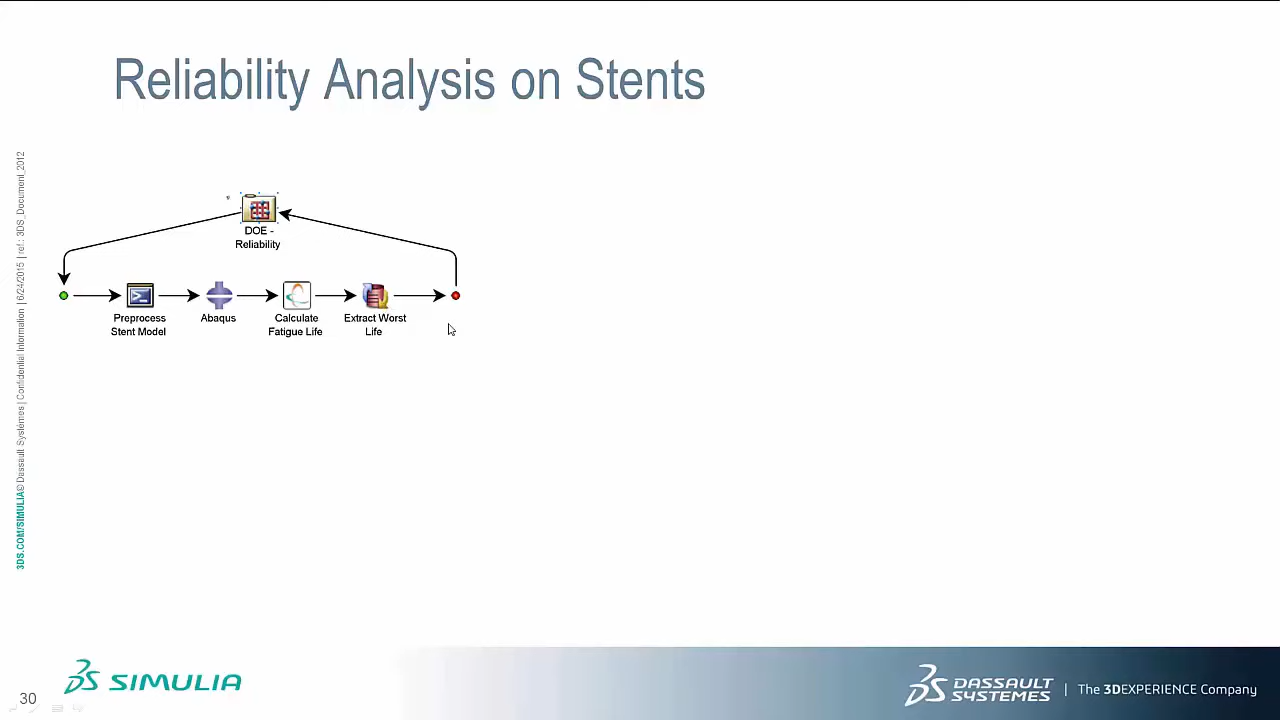 Reliability Analysis on Stents
DOE -
Reliability
Preprocess
Stent Model
Abaqus
Calculate
Fatigue Life
Extract Worst
Life
3DS.COM/SIMULIA© Dassault Systèmes | Confidential Information | 6/24/2015 | ref.: 3DS_Document_2012
30
SIMULIA
DASSAULT
SYSTEMES
| The 3DEXPERIENCE Company